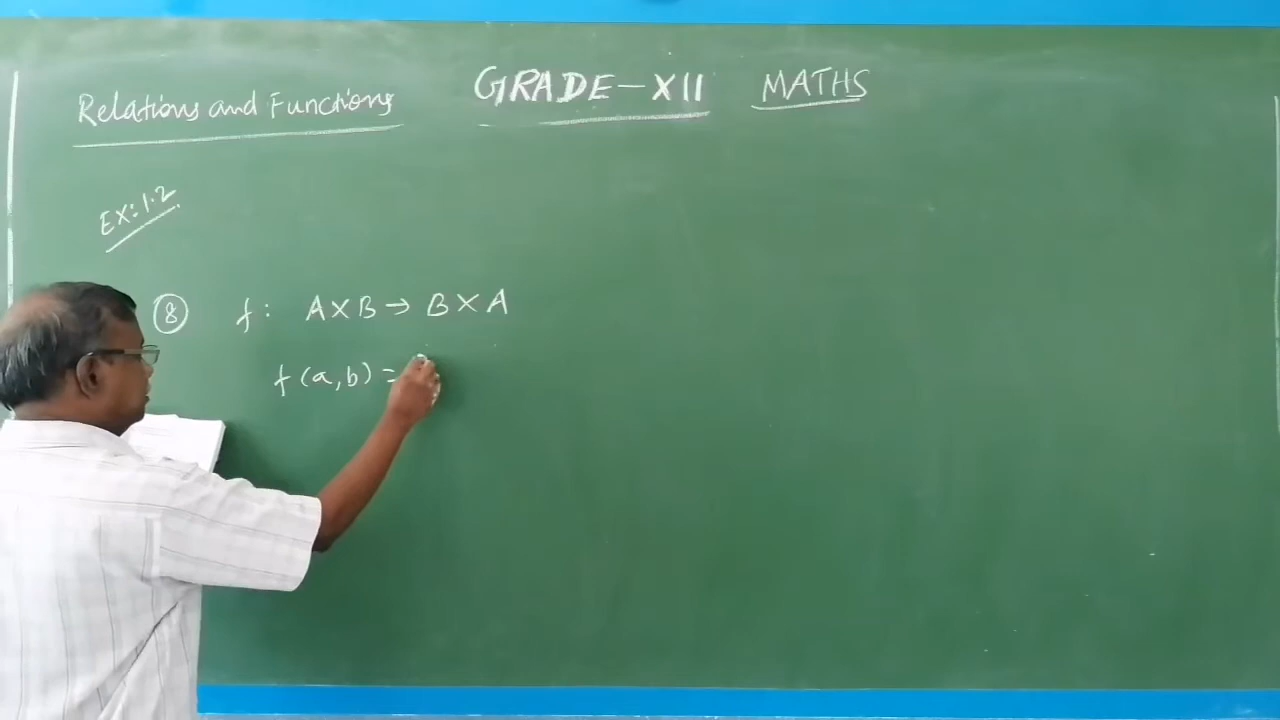 GRADE-XII MATHS
Relations and Functions
EX: 1.2
8 f: A×B → B×A
f(a,b) =